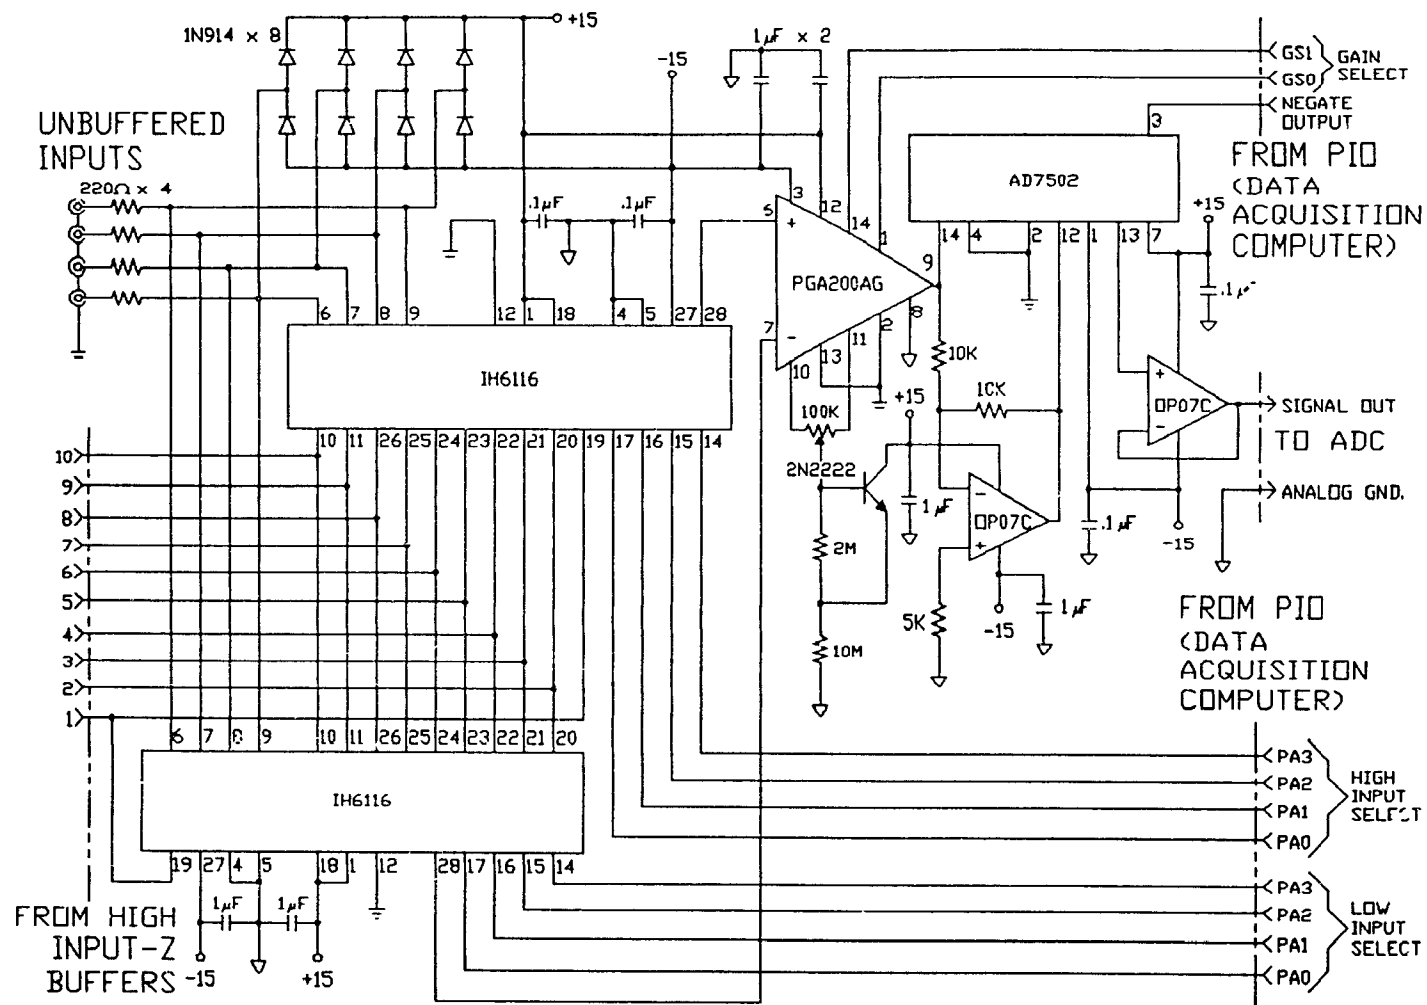 1N914 x 8
+15
-15
1µF x 2
GS1
GS0
GAIN
SELECT
NEGATE
OUTPUT
3
UNBUFFERED
INPUTS
220Ω x 4
FROM PIO
(DATA
ACQUISITION
COMPUTER)
AD7502
14
4
2
12
1
13
7
+15
.1µF
.1µF
.1µF
3
12
14
1
6
+
PGA200AG
9
7
-
8
2
11
13
10
6
7
8
9
12
1
18
4
5
27
28
IH6116
10
11
26
25
24
23
22
21
20
19
17
16
15
14
100K
10K
+15
2N2222
1µF
2M
10M
-
OP07C
+
5K
-15
1µF
+
OP07C
-
.1µF
-15
SIGNAL OUT
TO ADC
ANALOG GND.
10
9
8
7
6
5
4
3
2
1
FROM PIO
(DATA
ACQUISITION
COMPUTER)
6
7
8
9
10
11
26
25
24
23
22
21
20
IH6116
19
27
4
5
18
1
12
28
17
16
15
14
1µF
1µF
-15
+15
FROM HIGH
INPUT-Z
BUFFERS
PA3
PA2
PA1
PA0
HIGH
INPUT
SELECT
PA3
PA2
PA1
PA0
LOW
INPUT
SELECT